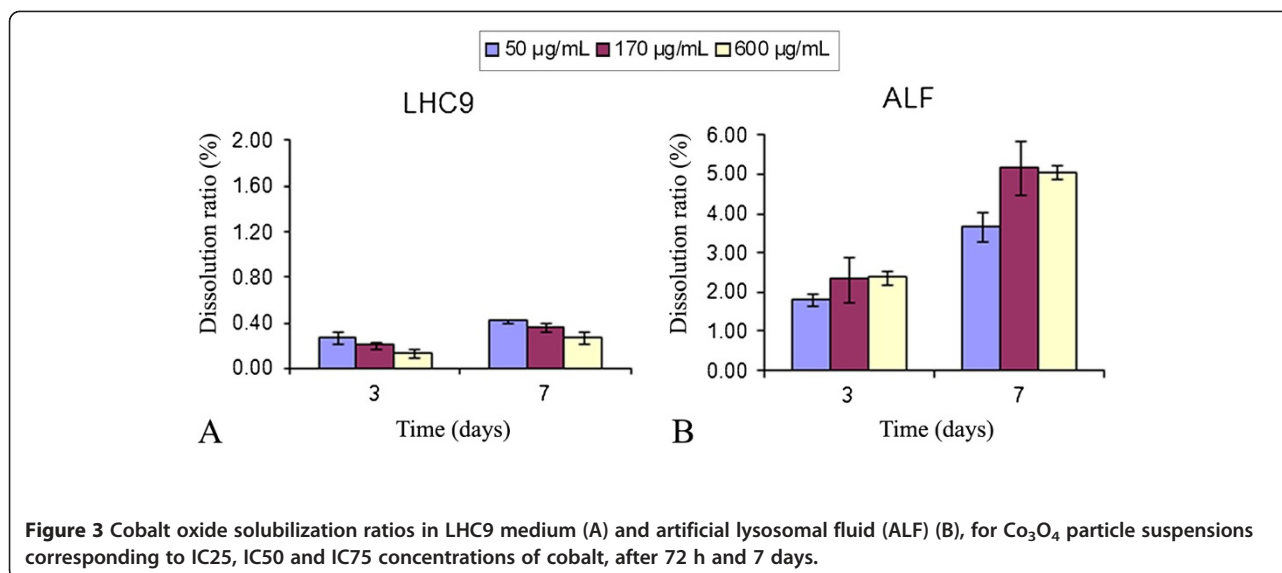 50 µg/mL 170 µg/mL 600 µg/mL
LHC9
Dissolution ratio (%)
2.00
1.60
1.20
0.80
0.40
0.00
3 7
A Time (days)
ALF
Dissolution ratio (%)
6.00
5.00
4.00
3.00
2.00
1.00
0.00
3 7
B Time (days)
Figure 3 Cobalt oxide solubilization ratios in LHC9 medium (A) and artificial lysosomal fluid (ALF) (B), for Co₃O₄ particle suspensions
corresponding to IC25, IC50 and IC75 concentrations of cobalt, after 72 h and 7 days.